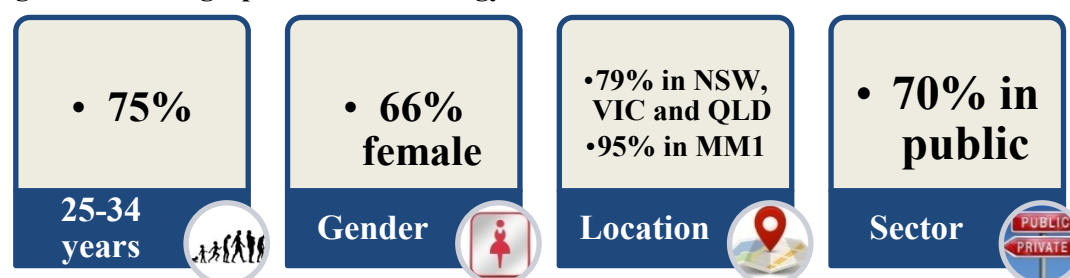 • 75%
25-34
years
• 66%
female
Gender
•79% in NSW,
VIC and QLD
•95% in MM1
Location
• 70% in
public
Sector
PUBLIC
PRIVATE